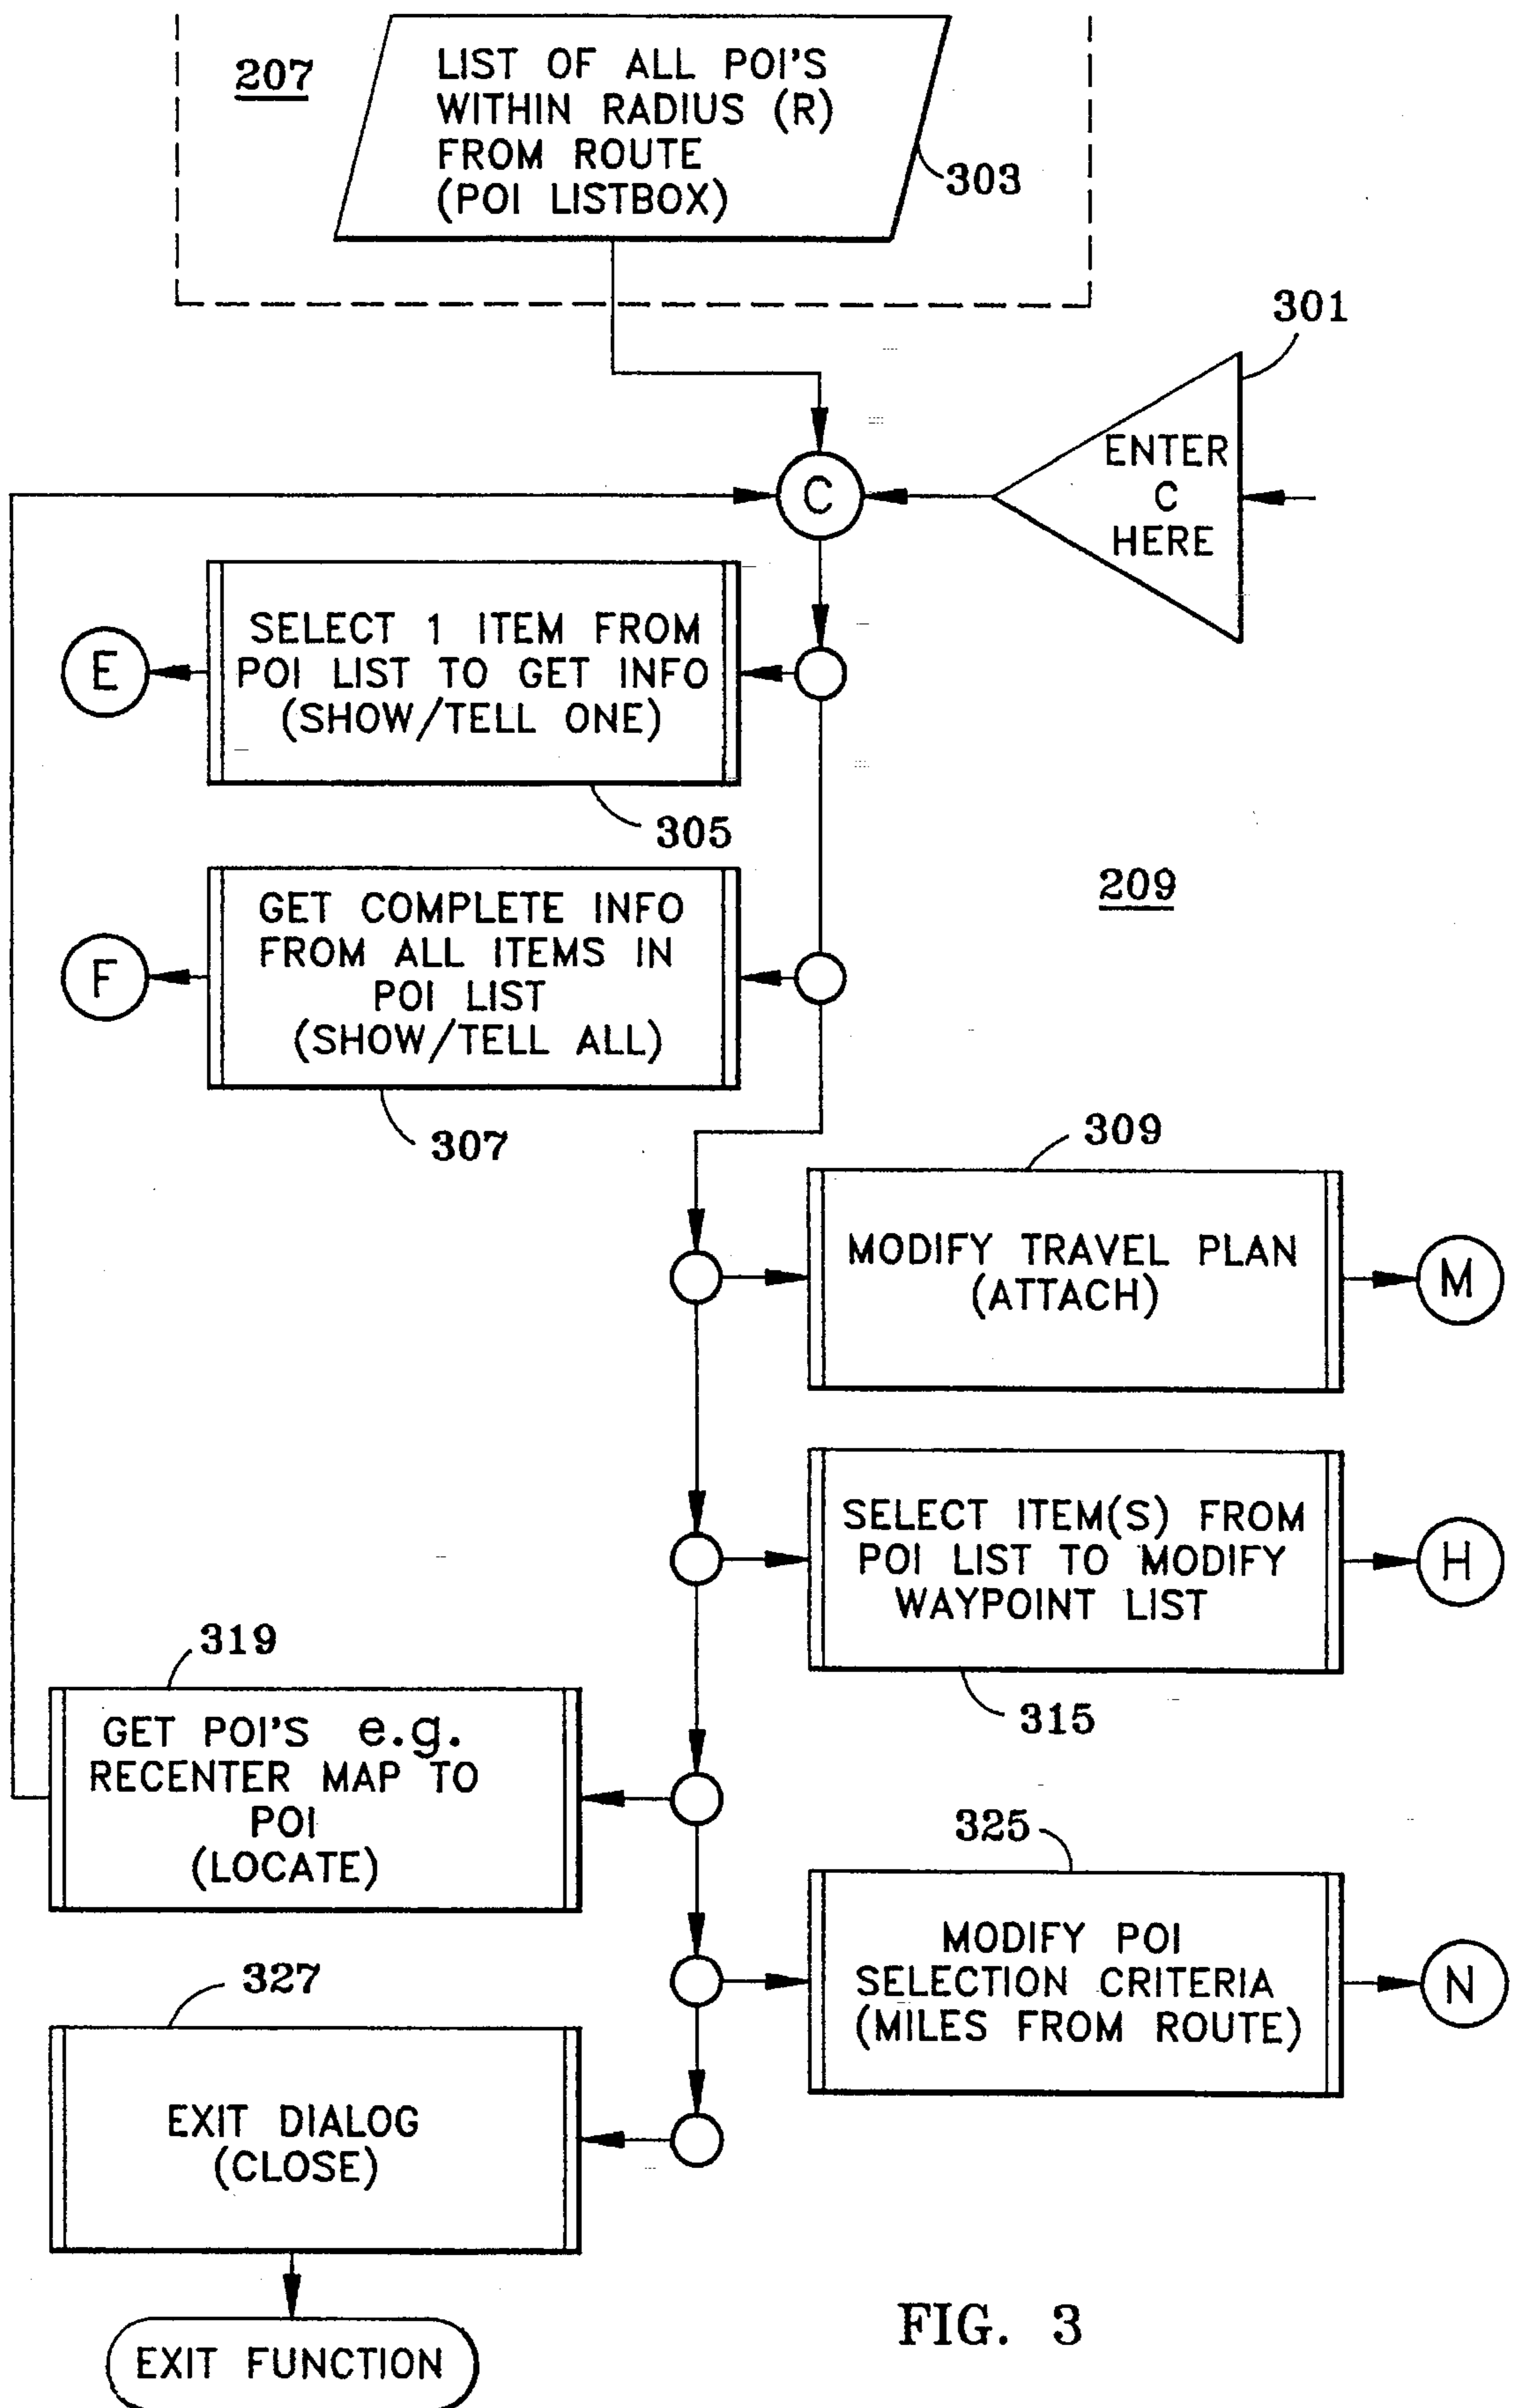 207
LIST OF ALL POI'S
WITHIN RADIUS (R)
FROM ROUTE
(POI LISTBOX)
303
301
ENTER
C
HERE
C
SELECT 1 ITEM FROM
POI LIST TO GET INFO
(SHOW/TELL ONE)
E
305
209
GET COMPLETE INFO
FROM ALL ITEMS IN
POI LIST
(SHOW/TELL ALL)
F
307
309
MODIFY TRAVEL PLAN
(ATTACH)
M
SELECT ITEM(S) FROM
POI LIST TO MODIFY
WAYPOINT LIST
H
315
319
GET POI'S e.g.
RECENTER MAP TO
POI
(LOCATE)
325
MODIFY POI
SELECTION CRITERIA
(MILES FROM ROUTE)
N
327
EXIT DIALOG
(CLOSE)
EXIT FUNCTION
FIG. 3